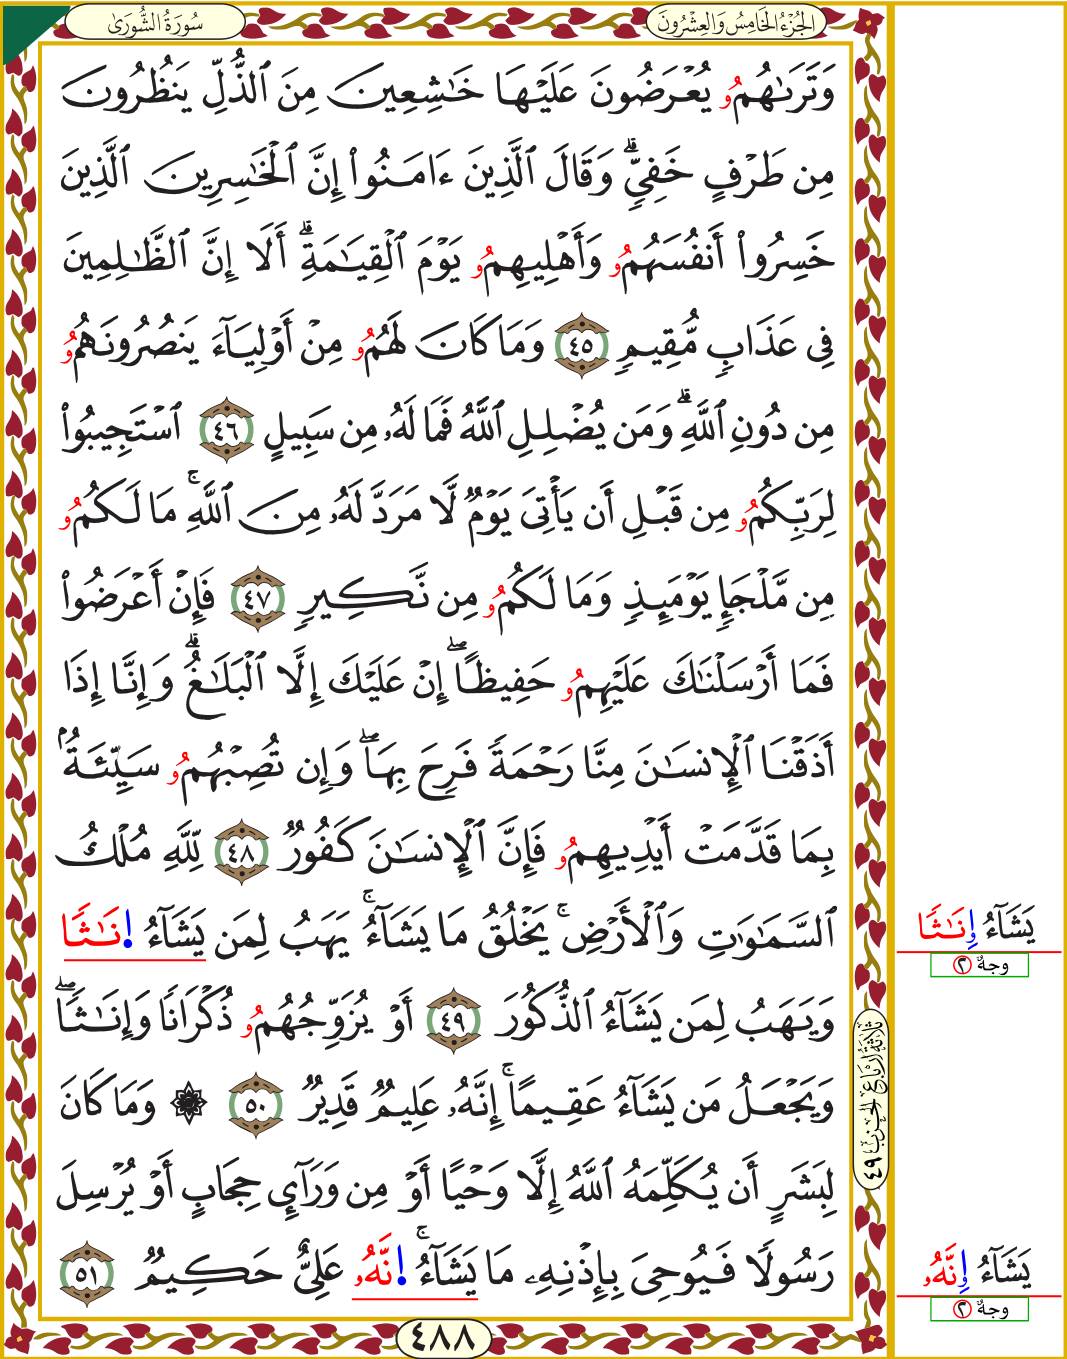 سُورَةُ الشُّورَىٰ
الجُزْءُ الخَامِسُ وَالعِشْرُونَ
وَتَرَىٰهُمُۥ يُعْرَضُونَ عَلَيْهَا خَٰشِعِينَ مِنَ ٱلذُّلِّ يَنظُرُونَ
مِن طَرْفٍ خَفِيٍّۗ وَقَالَ ٱلَّذِينَ ءَامَنُوٓا۟ إِنَّ ٱلْخَٰسِرِينَ ٱلَّذِينَ
خَسِرُوا۟ أَنفُسَهُمُۥ وَأَهْلِيهِمُۥ يَوْمَ ٱلْقِيَٰمَةِۗ أَلَا إِنَّ ٱلظَّٰلِمِينَ
فِى عَذَابٍ مُّقِيمٍ ٤٥ وَمَا كَانَ لَهُمُۥ مِنْ أَوْلِيَآءَ يَنصُرُونَهُمُۥ
مِن دُونِ ٱللَّهِۗ وَمَن يُضْلِلِ ٱللَّهُ فَمَا لَهُۥ مِن سَبِيلٍ ٤٦ ٱسْتَجِيبُوا۟
لِرَبِّكُمُۥ مِن قَبْلِ أَن يَأْتِىَ يَوْمٌ لَّا مَرَدَّ لَهُۥ مِنَ ٱللَّهِۚ مَا لَكُمُۥ
مِن مَّلْجَإٍ يَوْمَئِذٍ وَمَا لَكُمُۥ مِن نَّكِيرٍ ٤٧ فَإِنْ أَعْرَضُوا۟
فَمَا أَرْسَلْنَٰكَ عَلَيْهِمُۥ حَفِيظًاۖ إِنْ عَلَيْكَ إِلَّا ٱلْبَلَٰغُۗ وَإِنَّا إِذَا
أَذَقْنَا ٱلْإِنسَٰنَ مِنَّا رَحْمَةً فَرِحَ بِهَاۖ وَإِن تُصِبْهُمُۥ سَيِّئَةٌۢ
بِمَا قَدَّمَتْ أَيْدِيهِمُۥ فَإِنَّ ٱلْإِنسَٰنَ كَفُورٌ ٤٨ لِّلَّهِ مُلْكُ
ٱلسَّمَٰوَٰتِ وَٱلْأَرْضِۚ يَخْلُقُ مَا يَشَآءُۚ يَهَبُ لِمَن يَشَآءُ اِ۬نَٰثًا
وَيَهَبُ لِمَن يَشَآءُ ٱلذُّكُورَ ٤٩ أَوْ يُزَوِّجُهُمُۥ ذُكْرَانًا وَإِنَٰثًاۖ
وَيَجْعَلُ مَن يَشَآءُ عَقِيمًاۚ إِنَّهُۥ عَلِيمٌ قَدِيرٌ ٥٠ ۞ وَمَا كَانَ
لِبَشَرٍ أَن يُكَلِّمَهُ ٱللَّهُ إِلَّا وَحْيًا أَوْ مِن وَرَآىِٕ حِجَابٍ أَوْ يُرْسِلَ
رَسُولًا فَيُوحِىَ بِإِذْنِهِۦ مَا يَشَآءُۚ اِ۬نَّهُۥ عَلِىٌّ حَكِيمٌ ٥١
يَشَآءُ وِنَٰثًا
وجهٌ ٢
ثلاثة أرباع الحزب ٤٩
يَشَآءُ وِنَّهُۥ
وجهٌ ٢
٤٨٨